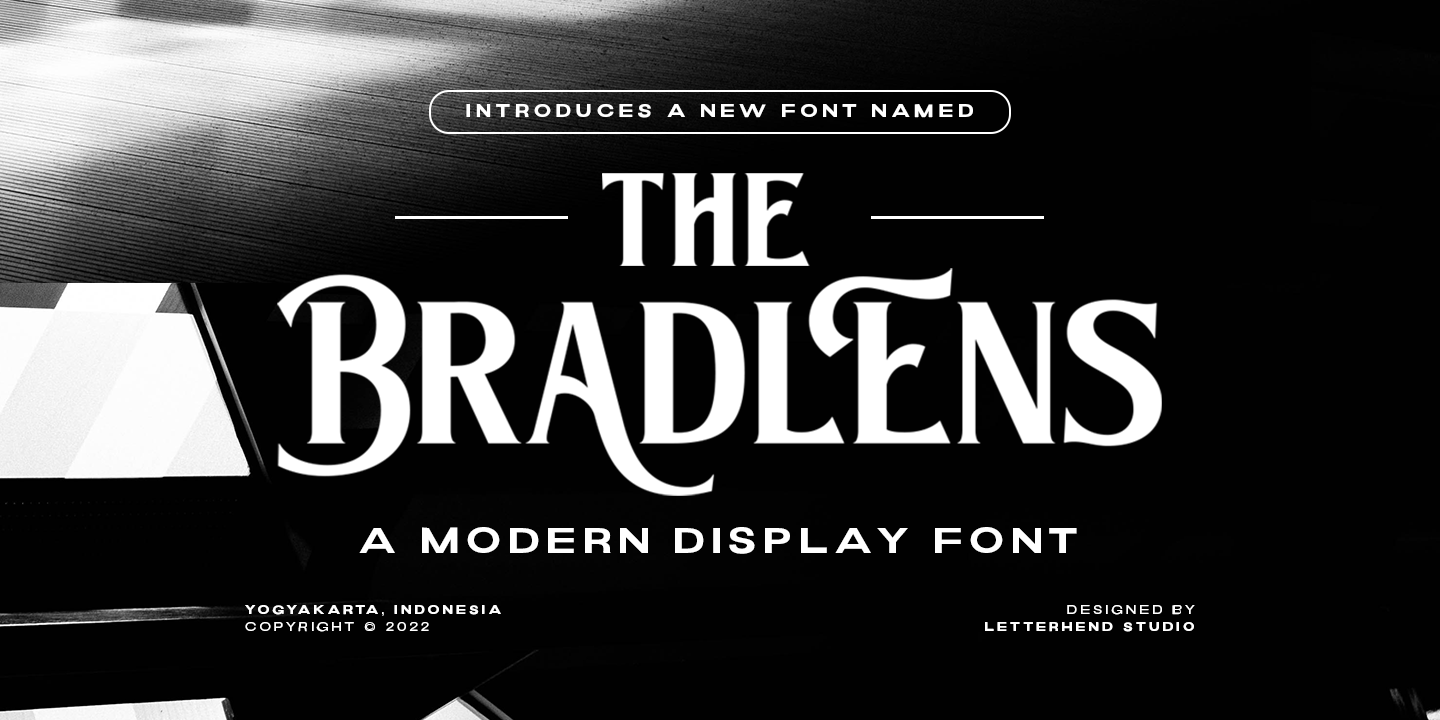 INTRODUCES A NEW FONT NAMED
THE
BRADLENS
A MODERN DISPLAY FONT
YOGYAKARTA, INDONESIA
COPYRIGHT © 2022
DESIGNED BY
LETTERHEND STUDIO